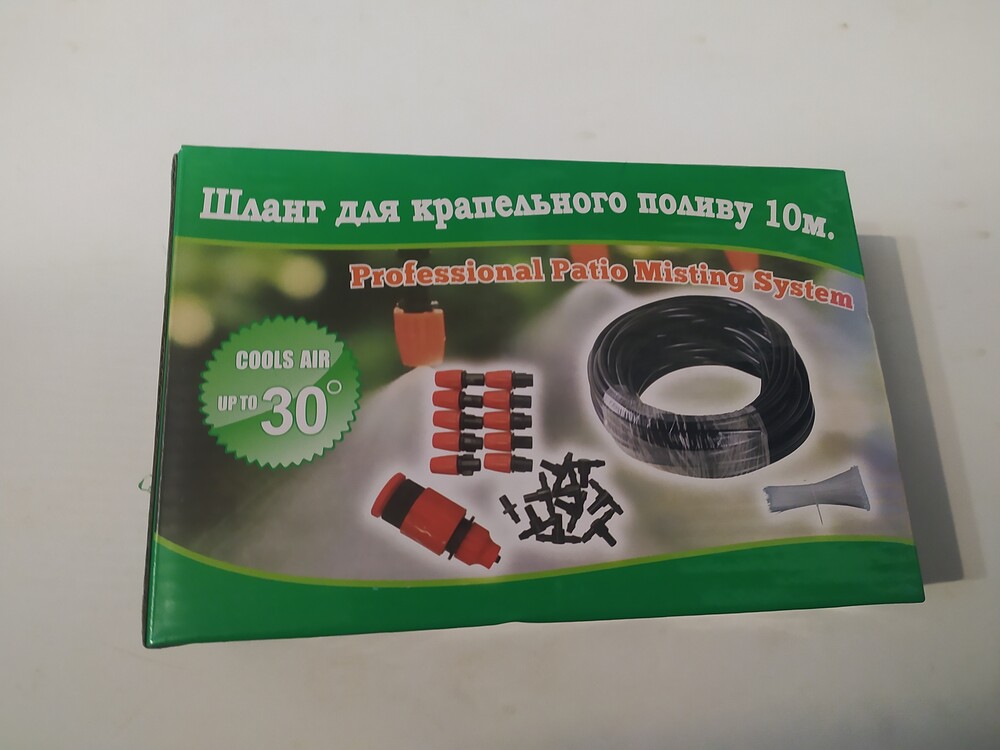 Шланг для крапельного поливу 10м.
Professional Patio Misting System
COOLS AIR
UP TO 30°